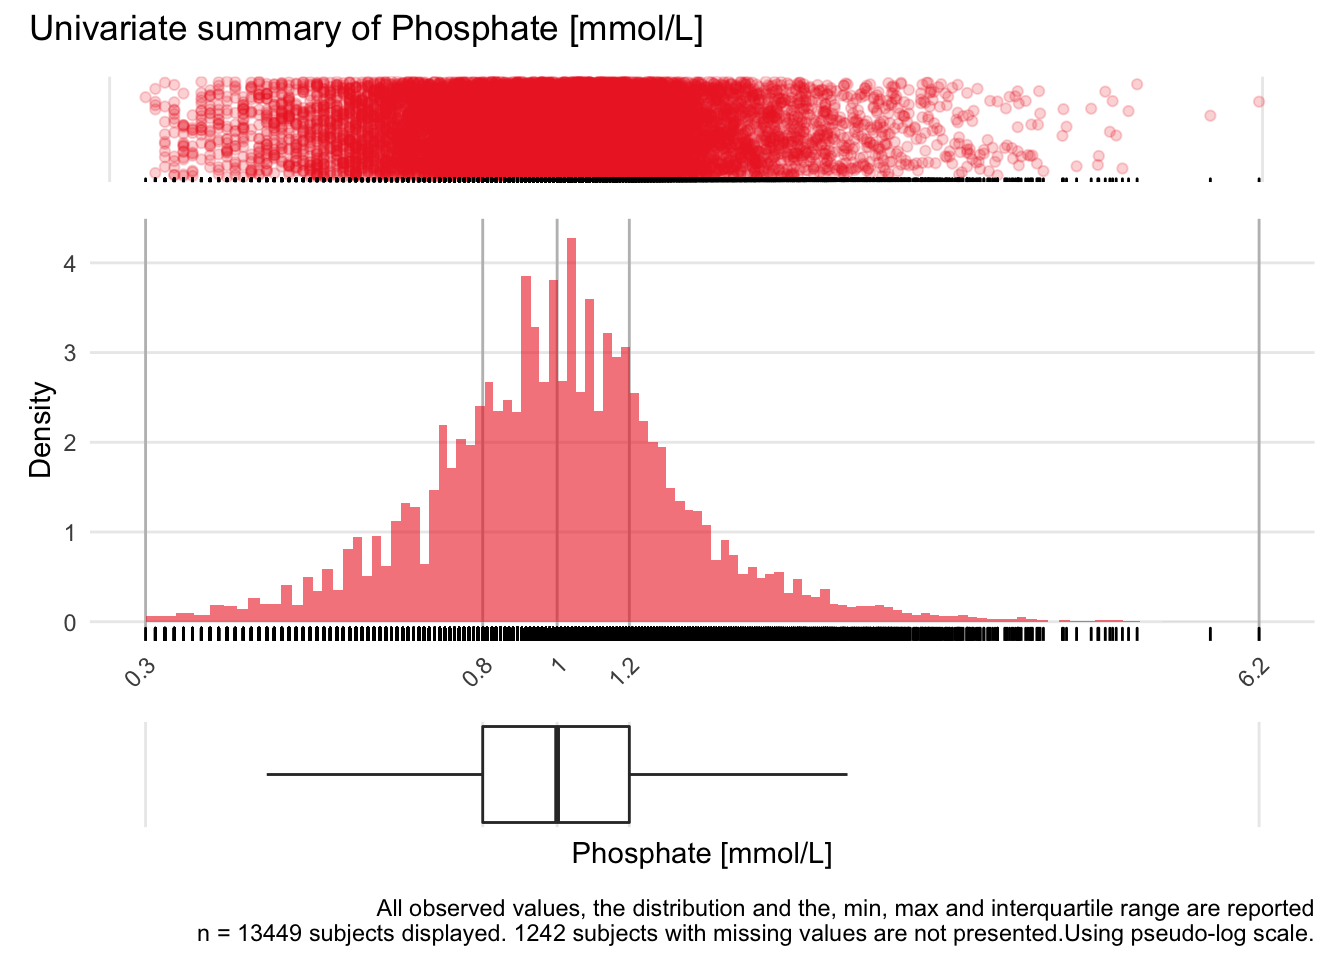 Univariate summary of Phosphate [mmol/L]
4
3
2
1
0
Density
0.3
0.8
1
1.2
6.2
Phosphate [mmol/L]
All observed values, the distribution and the, min, max and interquartile range are reported
n = 13449 subjects displayed. 1242 subjects with missing values are not presented.Using pseudo-log scale.